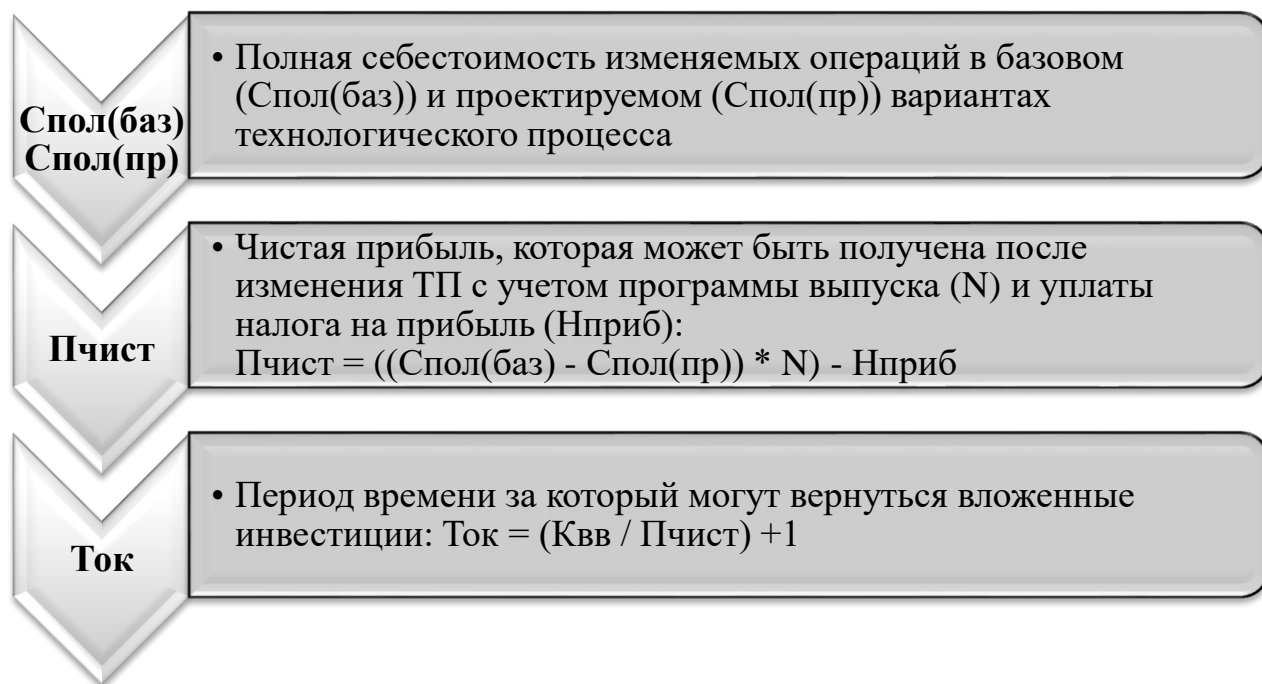 Спол(баз)
Спол(пр)
• Полная себестоимость изменяемых операций в базовом
(Спол(баз)) и проектируемом (Спол(пр)) вариантах
технологического процесса
Пчист
• Чистая прибыль, которая может быть получена после
изменения ТП с учетом программы выпуска (N) и уплаты
налога на прибыль (Нприб):
Пчист = ((Спол(баз) - Спол(пр)) * N) - Нприб
Ток
• Период времени за который могут вернуться вложенные
инвестиции: Ток = (Квв / Пчист) +1